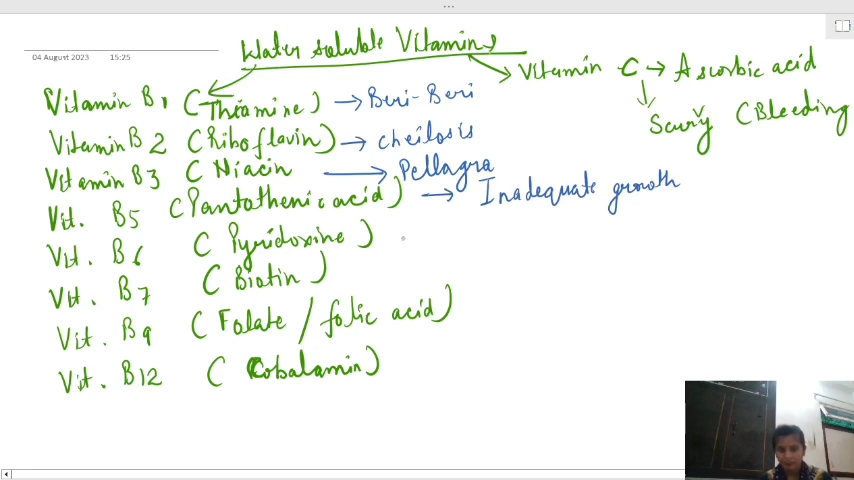 Water soluble Vitamins
04 August 2023 15:25
Vitamin C → Ascorbic acid
Scurvy (Bleeding
Vitamin B1 (Thiamine) → Beri-Beri
Vitamin B2 (Riboflavin) → cheilosis
Vitamin B3 (Niacin → Pellagra
Vit. B5 (Pantothenic acid) → Inadequate growth
Vit. B6 (Pyridoxine)
Vit. B7 (Biotin)
Vit. B9 (Folate / folic acid)
Vit. B12 (Cobalamin)